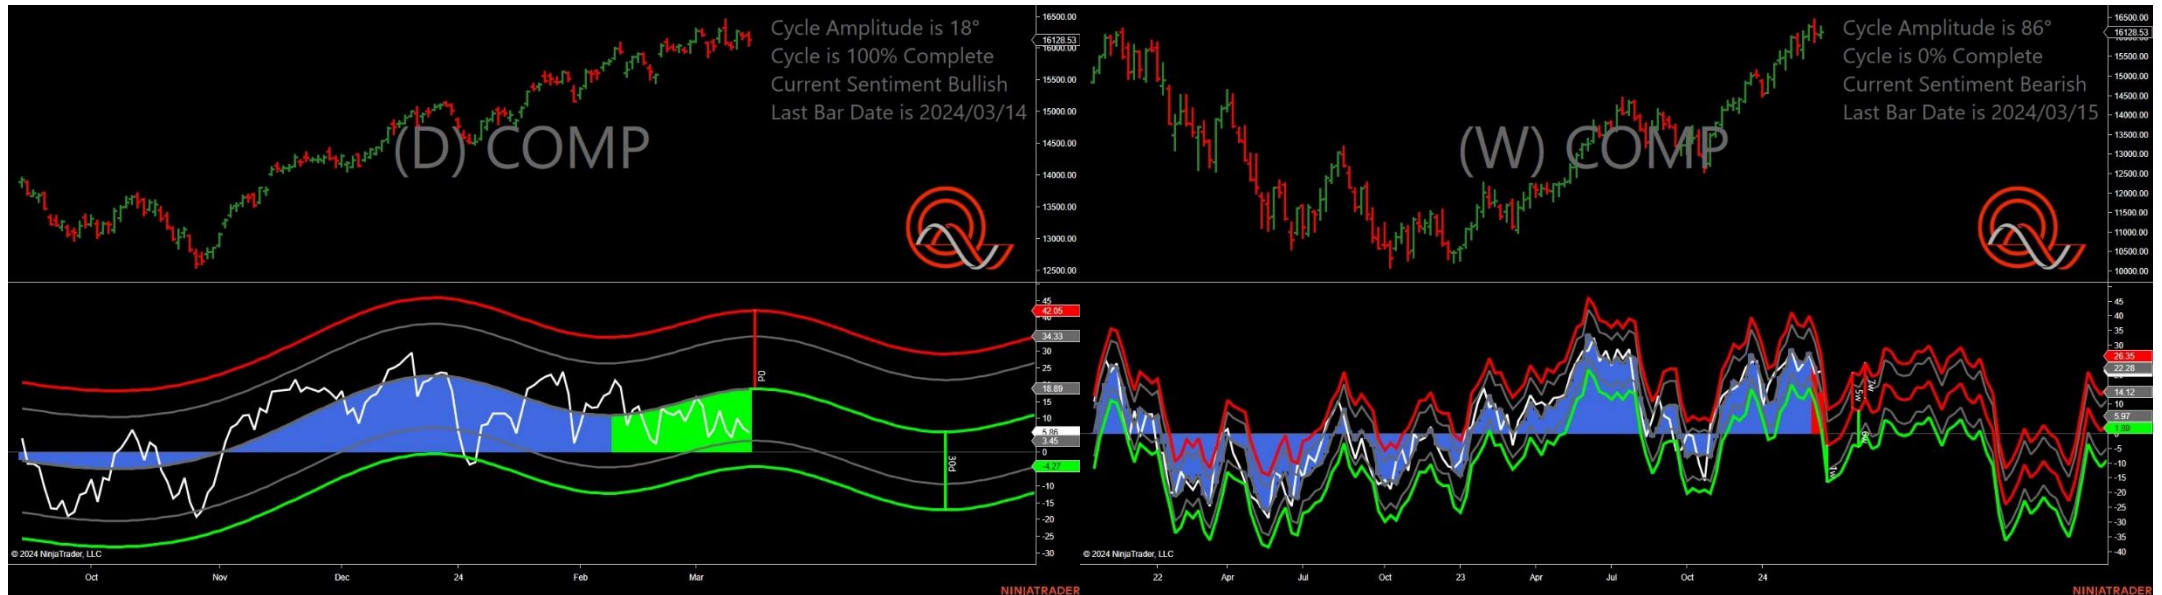 Cycle Amplitude is 18°
Cycle is 100% Complete
Current Sentiment Bullish
Last Bar Date is 2024/03/14
(D) COMP
16500.00
16128.53
16000.00
15500.00
15000.00
14500.00
14000.00
13500.00
13000.00
12500.00
45
42.05
34.33
30
18.89
15
10
5.86
3.45
0
-4.27
-10
-15
-20
-25
-30
0d
30d
© 2024 NinjaTrader, LLC
Oct
Nov
Dec
24
Feb
Mar
NINJATRADER
Cycle Amplitude is 86°
Cycle is 0% Complete
Current Sentiment Bearish
Last Bar Date is 2024/03/15
(W) COMP
16500.00
16128.53
15500.00
15000.00
14500.00
14000.00
13500.00
13000.00
12500.00
12000.00
11500.00
11000.00
10500.00
10000.00
45
40
35
30
26.35
22.28
14.12
10
5.97
1.89
-5
-10
-15
-20
-25
-30
-35
-40
5w
7w
1w
© 2024 NinjaTrader, LLC
22
Apr
Jul
Oct
23
Apr
Jul
Oct
24
NINJATRADER